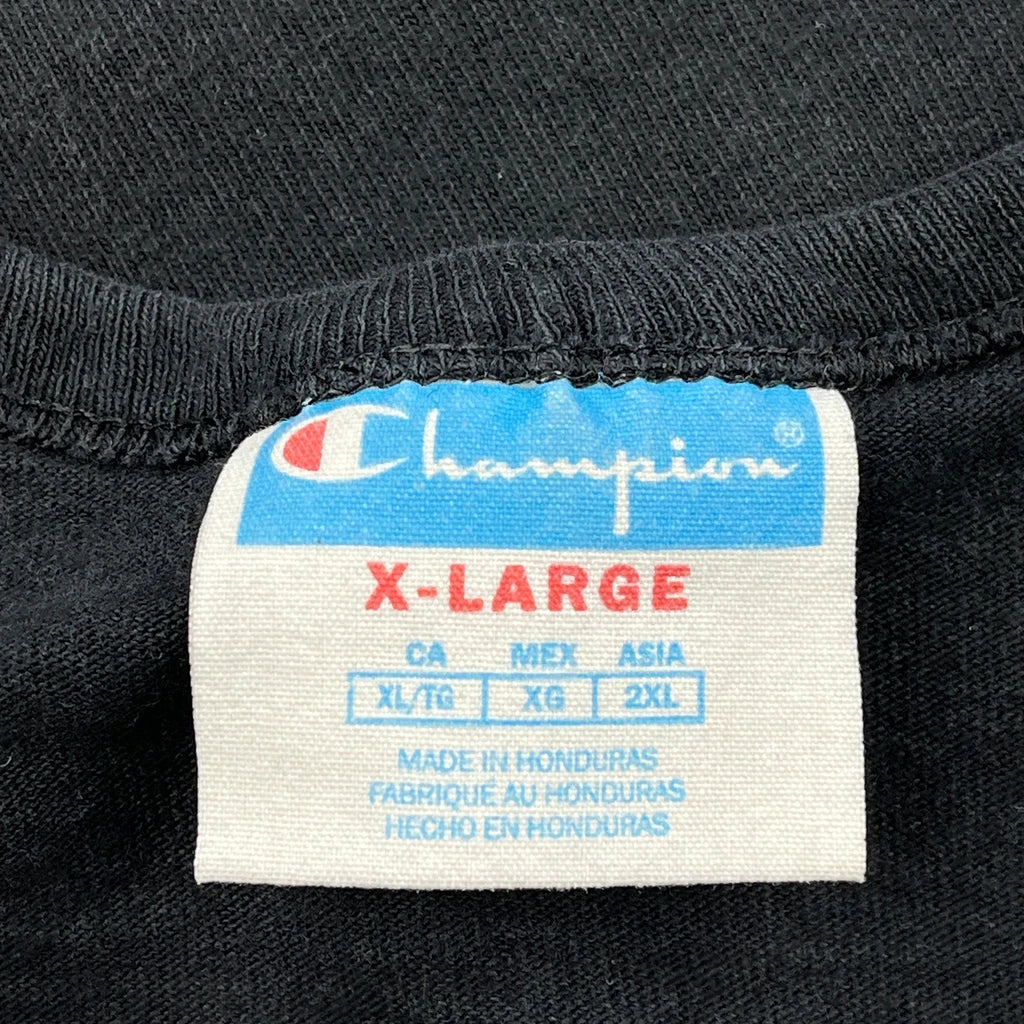 Champion®
X-LARGE
CA MEX ASIA
XL/TG XG 2XL
MADE IN HONDURAS
FABRIQUÉ AU HONDURAS
HECHO EN HONDURAS